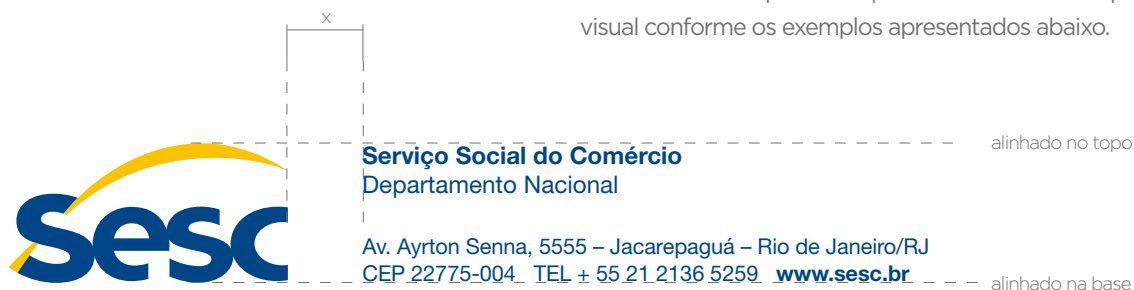 visual conforme os exemplos apresentados abaixo.
x
alinhado no topo
Serviço Social do Comércio
Departamento Nacional
Sesc
Av. Ayrton Senna, 5555 – Jacarepaguá – Rio de Janeiro/RJ
CEP 22775-004 TEL + 55 21 2136 5259 www.sesc.br
alinhado na base